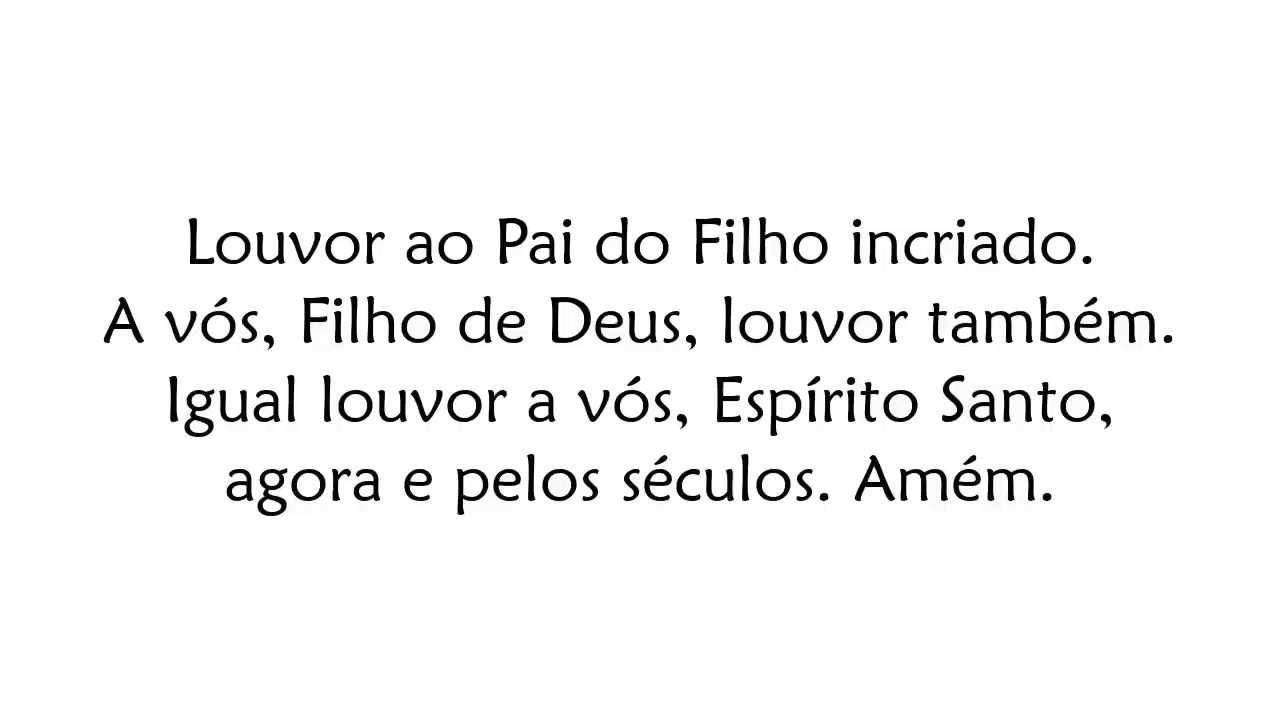 Louvor ao Pai do Filho incriado.
A vós, Filho de Deus, louvor também.
Igual louvor a vós, Espírito Santo,
agora e pelos séculos. Amém.